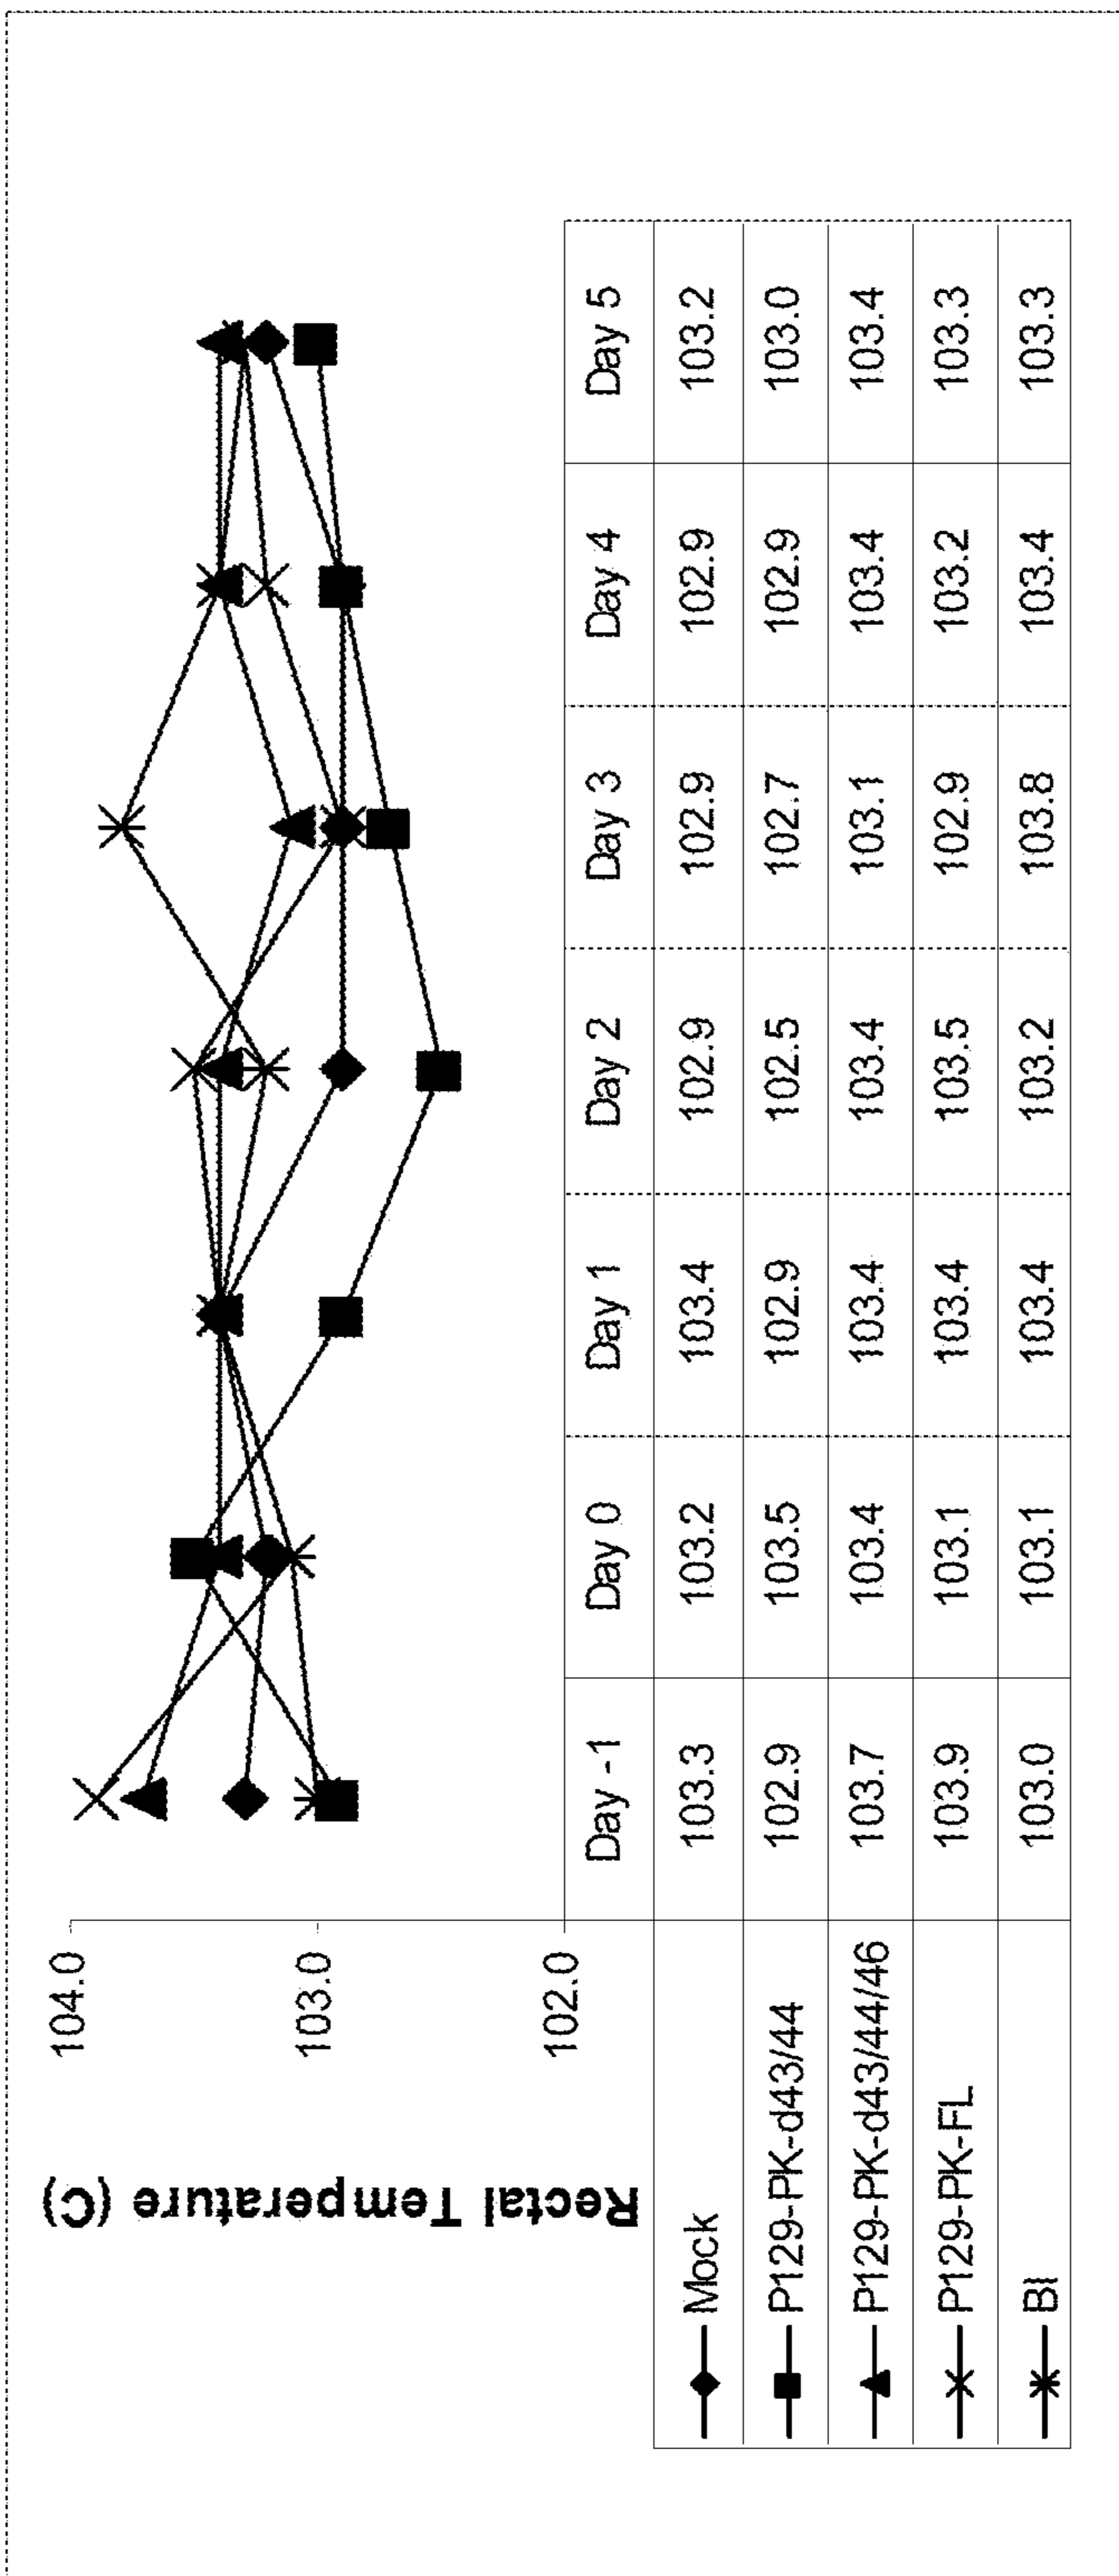 Rectal Temperature (C)
104.0
103.0
102.0
Day -1 Day 0 Day 1 Day 2 Day 3 Day 4 Day 5
Mock 103.3 103.2 103.4 102.9 102.9 102.9 103.2
P129-PK-d43/44 102.9 103.5 102.9 102.5 102.7 102.9 103.0
P129-PK-d43/44/46 103.7 103.4 103.4 103.4 103.1 103.4 103.4
P129-PK-FL 103.9 103.1 103.4 103.5 102.9 103.2 103.3
BI 103.0 103.1 103.4 103.2 103.8 103.4 103.3